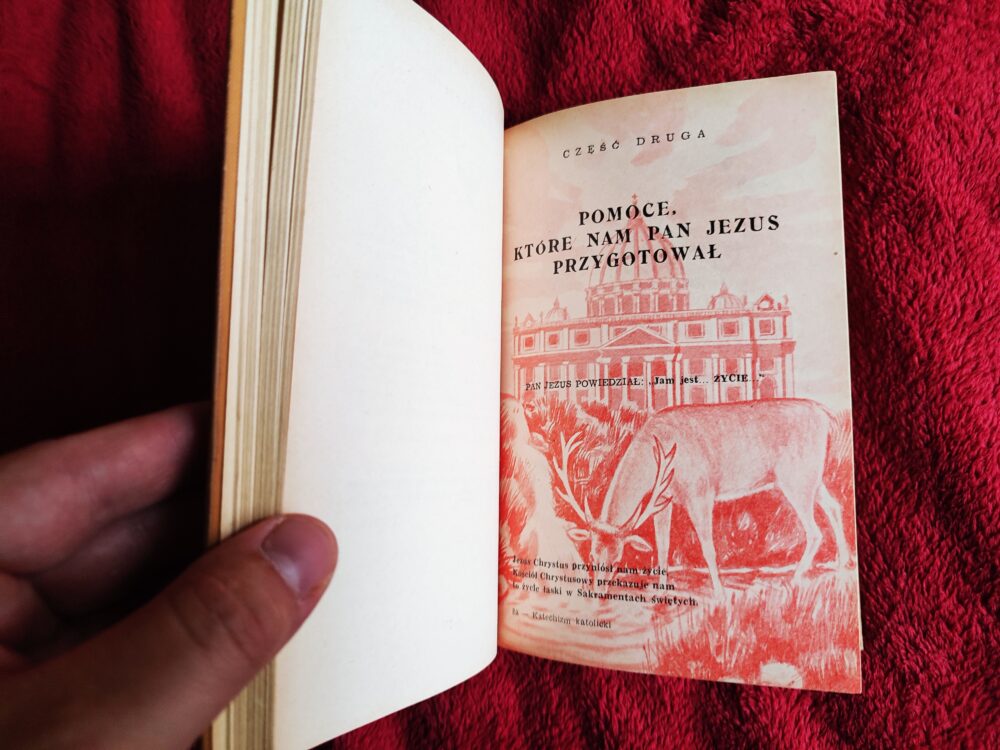 CZĘŚĆ DRUGA
POMOCE,
KTÓRE NAM PAN JEZUS
PRZYGOTOWAŁ
PAN JEZUS POWIEDZIAŁ: „Jam jest... ŻYCIE..."
Jezus Chrystus przyniósł nam życie,
Kościół Chrystusowy przekazuje nam
to życie łaski w Sakramentach świętych.
— Katechizm katolicki